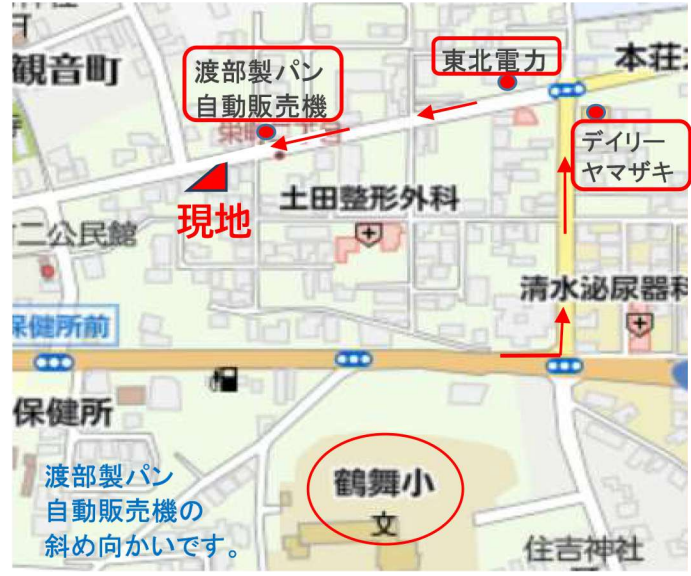 観音町
渡部製パン
自動販売機
東北電力
本荘
デイリー
ヤマザキ
現地
土田整形外科
二公民館
清水泌尿器科
保健所前
保健所
鶴舞小
文
渡部製パン
自動販売機の
斜め向かいです。
住吉神社